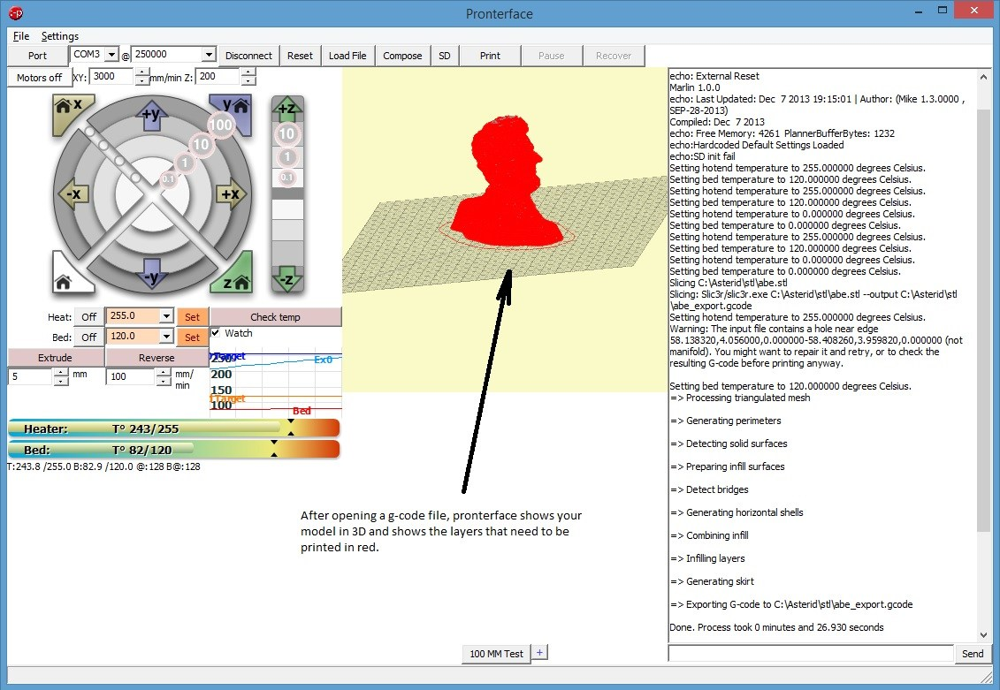 Pronterface
File Settings
Port COM3 @ 250000 Disconnect Reset Load File Compose SD Print Pause Recover
Motors off XY: 3000 mm/min Z: 200
x +y y 100 10 1 0.1 -x +x -y z
+z 10 1 0.1 -z
Heat: Off 255.0 Set Check temp
Bed: Off 120.0 Set Watch
Extrude Reverse
5 mm 100 mm/
min
Target
250 Ex0
200
150
Target
100 Bed
Heater: T° 243/255
Bed: T° 82/120
T:243.8 /255.0 B:82.9 /120.0 @:128 B@:128
After opening a g-code file, pronterface shows your
model in 3D and shows the layers that need to be
printed in red.
100 MM Test +
echo: External Reset
Marlin 1.0.0
echo: Last Updated: Dec 7 2013 19:15:01 | Author: (Mike 1.3.0000 ,
SEP-28-2013)
Compiled: Dec 7 2013
echo: Free Memory: 4261 PlannerBufferBytes: 1232
echo:Hardcoded Default Settings Loaded
echo:SD init fail
Setting hotend temperature to 255.000000 degrees Celsius.
Setting bed temperature to 120.000000 degrees Celsius.
Setting hotend temperature to 255.000000 degrees Celsius.
Setting bed temperature to 120.000000 degrees Celsius.
Setting hotend temperature to 0.000000 degrees Celsius.
Setting bed temperature to 0.000000 degrees Celsius.
Setting hotend temperature to 255.000000 degrees Celsius.
Setting bed temperature to 120.000000 degrees Celsius.
Setting hotend temperature to 0.000000 degrees Celsius.
Setting bed temperature to 0.000000 degrees Celsius.
Slicing C:\Asterid\stl\abe.stl
Slicing: Slic3r/slic3r.exe C:\Asterid\stl\abe.stl --output C:\Asterid\stl
\abe_export.gcode
Setting hotend temperature to 255.000000 degrees Celsius.
Warning: The input file contains a hole near edge
58.138320,4.056000,0.000000-58.408260,3.959820,0.000000 (not
manifold). You might want to repair it and retry, or to check the
resulting G-code before printing anyway.
Setting bed temperature to 120.000000 degrees Celsius.
=> Processing triangulated mesh
=> Generating perimeters
=> Detecting solid surfaces
=> Preparing infill surfaces
=> Detect bridges
=> Generating horizontal shells
=> Combining infill
=> Infilling layers
=> Generating skirt
=> Exporting G-code to C:\Asterid\stl\abe_export.gcode
Done. Process took 0 minutes and 26.930 seconds
Send